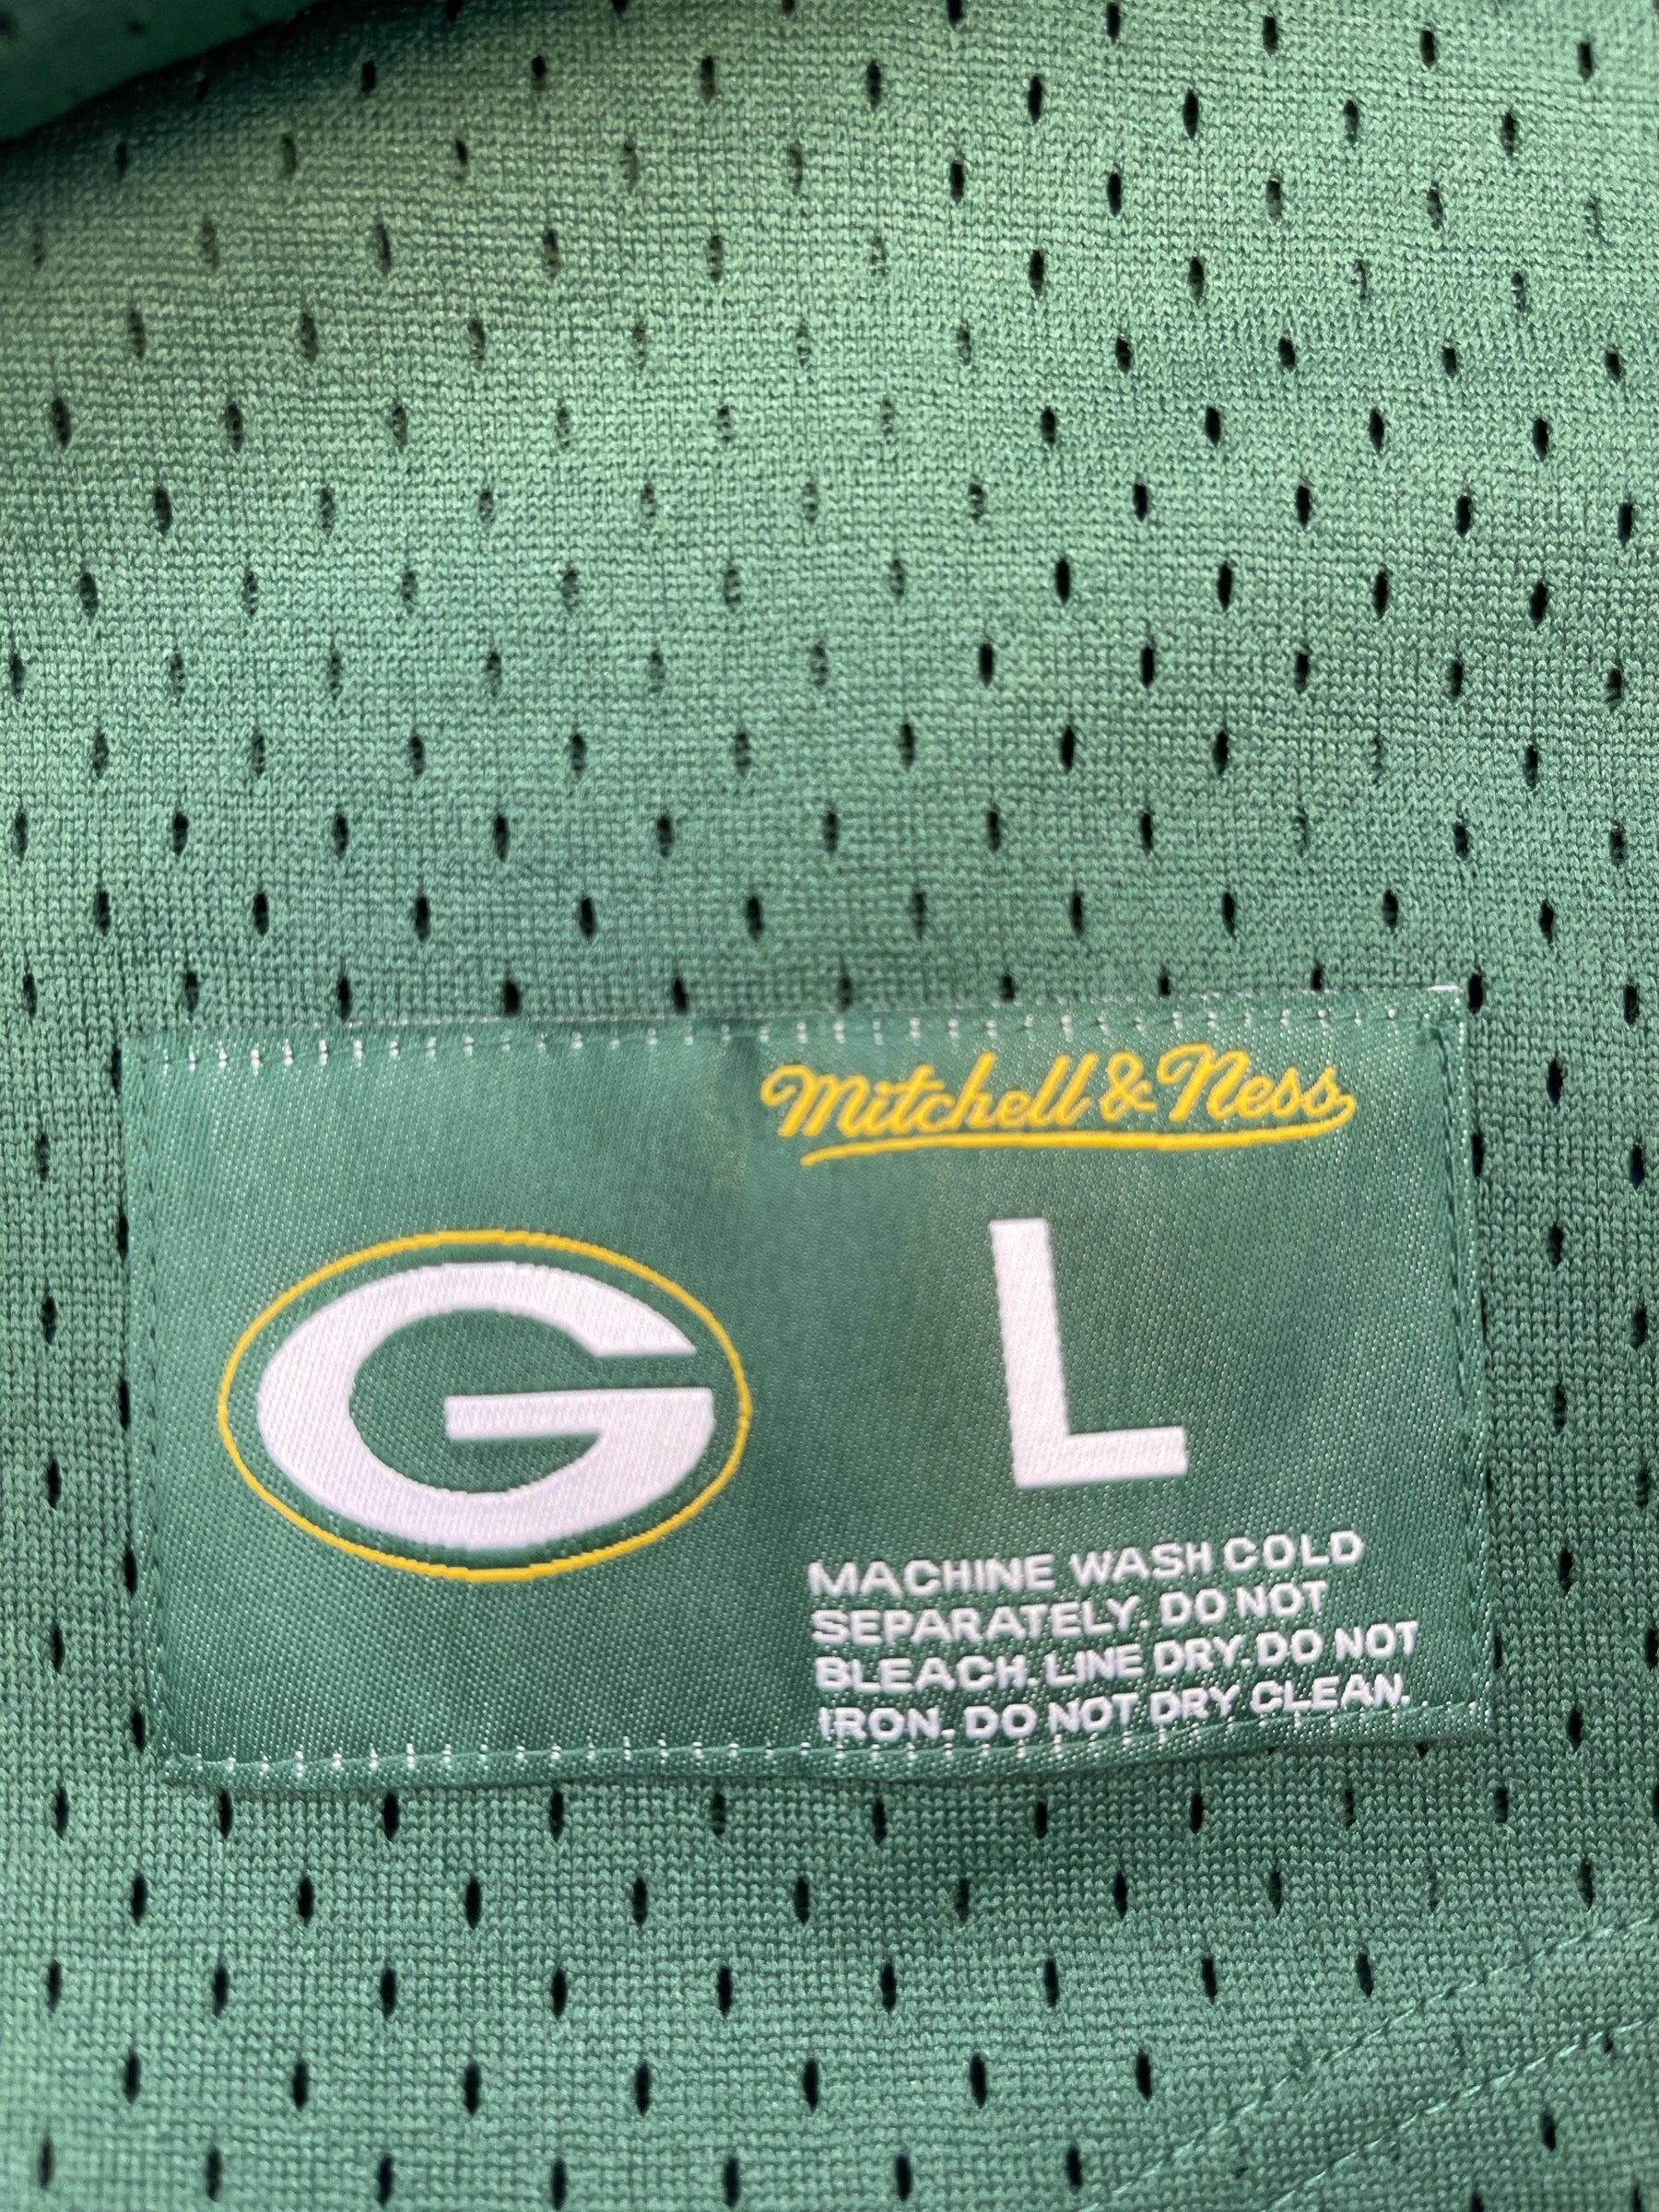 Mitchell & Ness
G
L
MACHINE WASH COLD
SEPARATELY. DO NOT
BLEACH. LINE DRY. DO NOT
IRON. DO NOT DRY CLEAN.